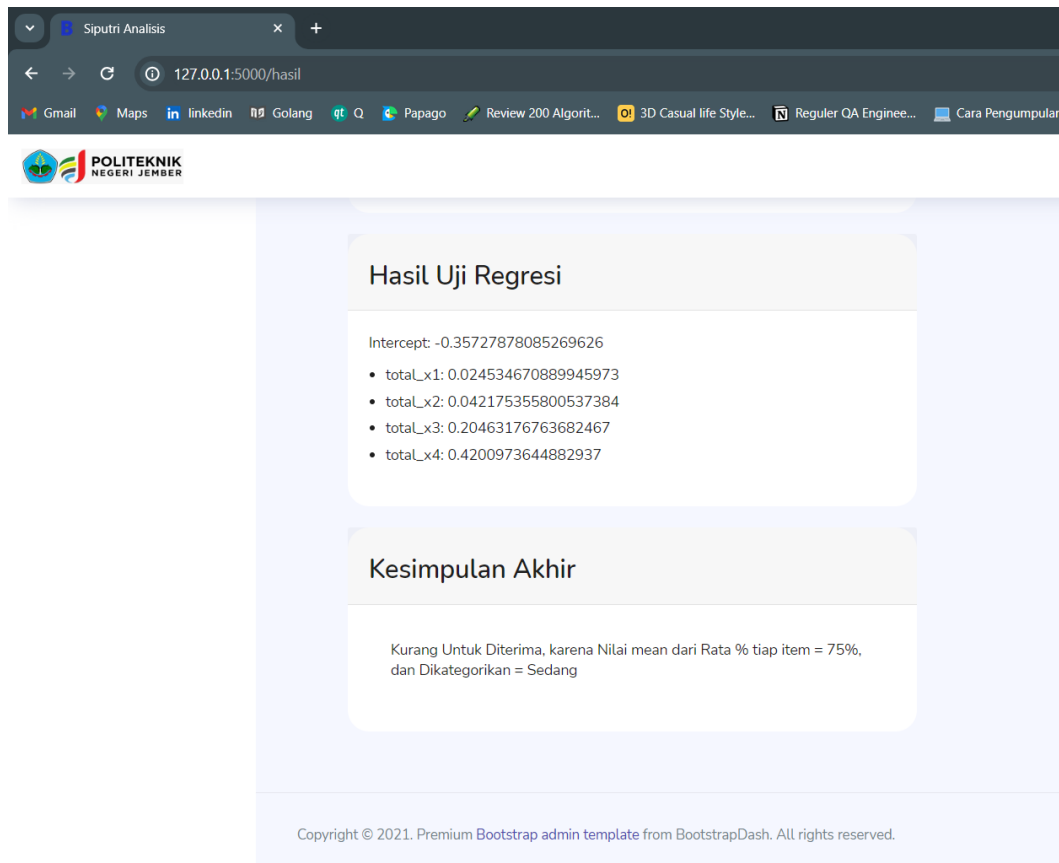 Siputri Analisis
127.0.0.1:5000/hasil
Gmail Maps in linkedin Golang qt Q Papago Review 200 Algorit... O! 3D Casual life Style... Reguler QA Enginee... Cara Pengumpulan
POLITEKNIK
NEGERI JEMBER
Hasil Uji Regresi
Intercept: -0.35727878085269626
• total_x1: 0.024534670889945973
• total_x2: 0.042175355800537384
• total_x3: 0.20463176763682467
• total_x4: 0.4200973644882937
Kesimpulan Akhir
Kurang Untuk Diterima, karena Nilai mean dari Rata % tiap item = 75%,
dan Dikategorikan = Sedang
Copyright © 2021. Premium Bootstrap admin template from BootstrapDash. All rights reserved.